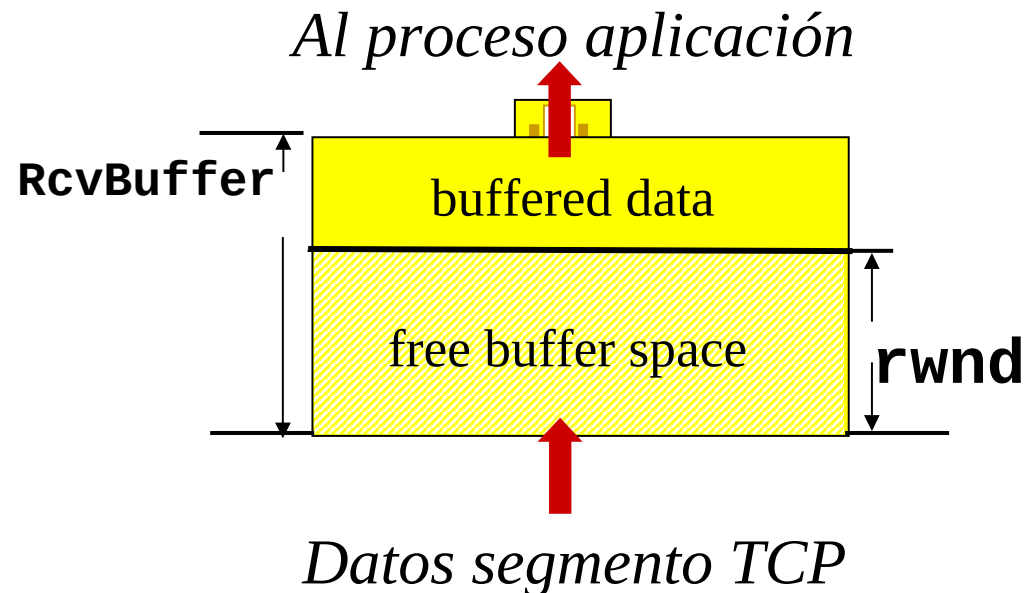 Al proceso aplicación
RcvBuffer
buffered data
free buffer space
rwnd
Datos segmento TCP